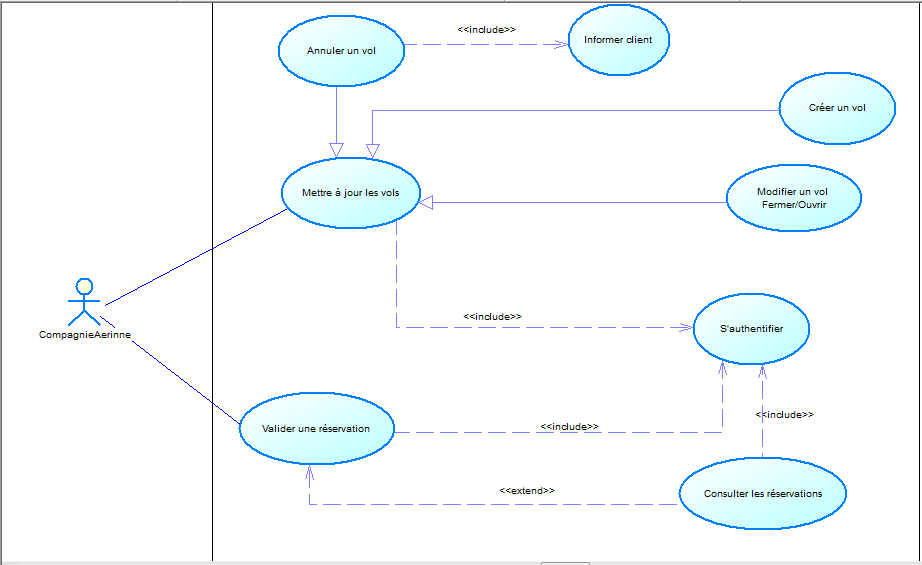 <<include>>
Informer client
Annuler un vol
Créer un vol
Mettre à jour les vols
Modifier un vol
Fermer/Ouvrir
<<include>>
S'authentifier
CompagnieAerinne
<<include>>
<<include>>
Valider une réservation
<<extend>>
Consulter les réservations